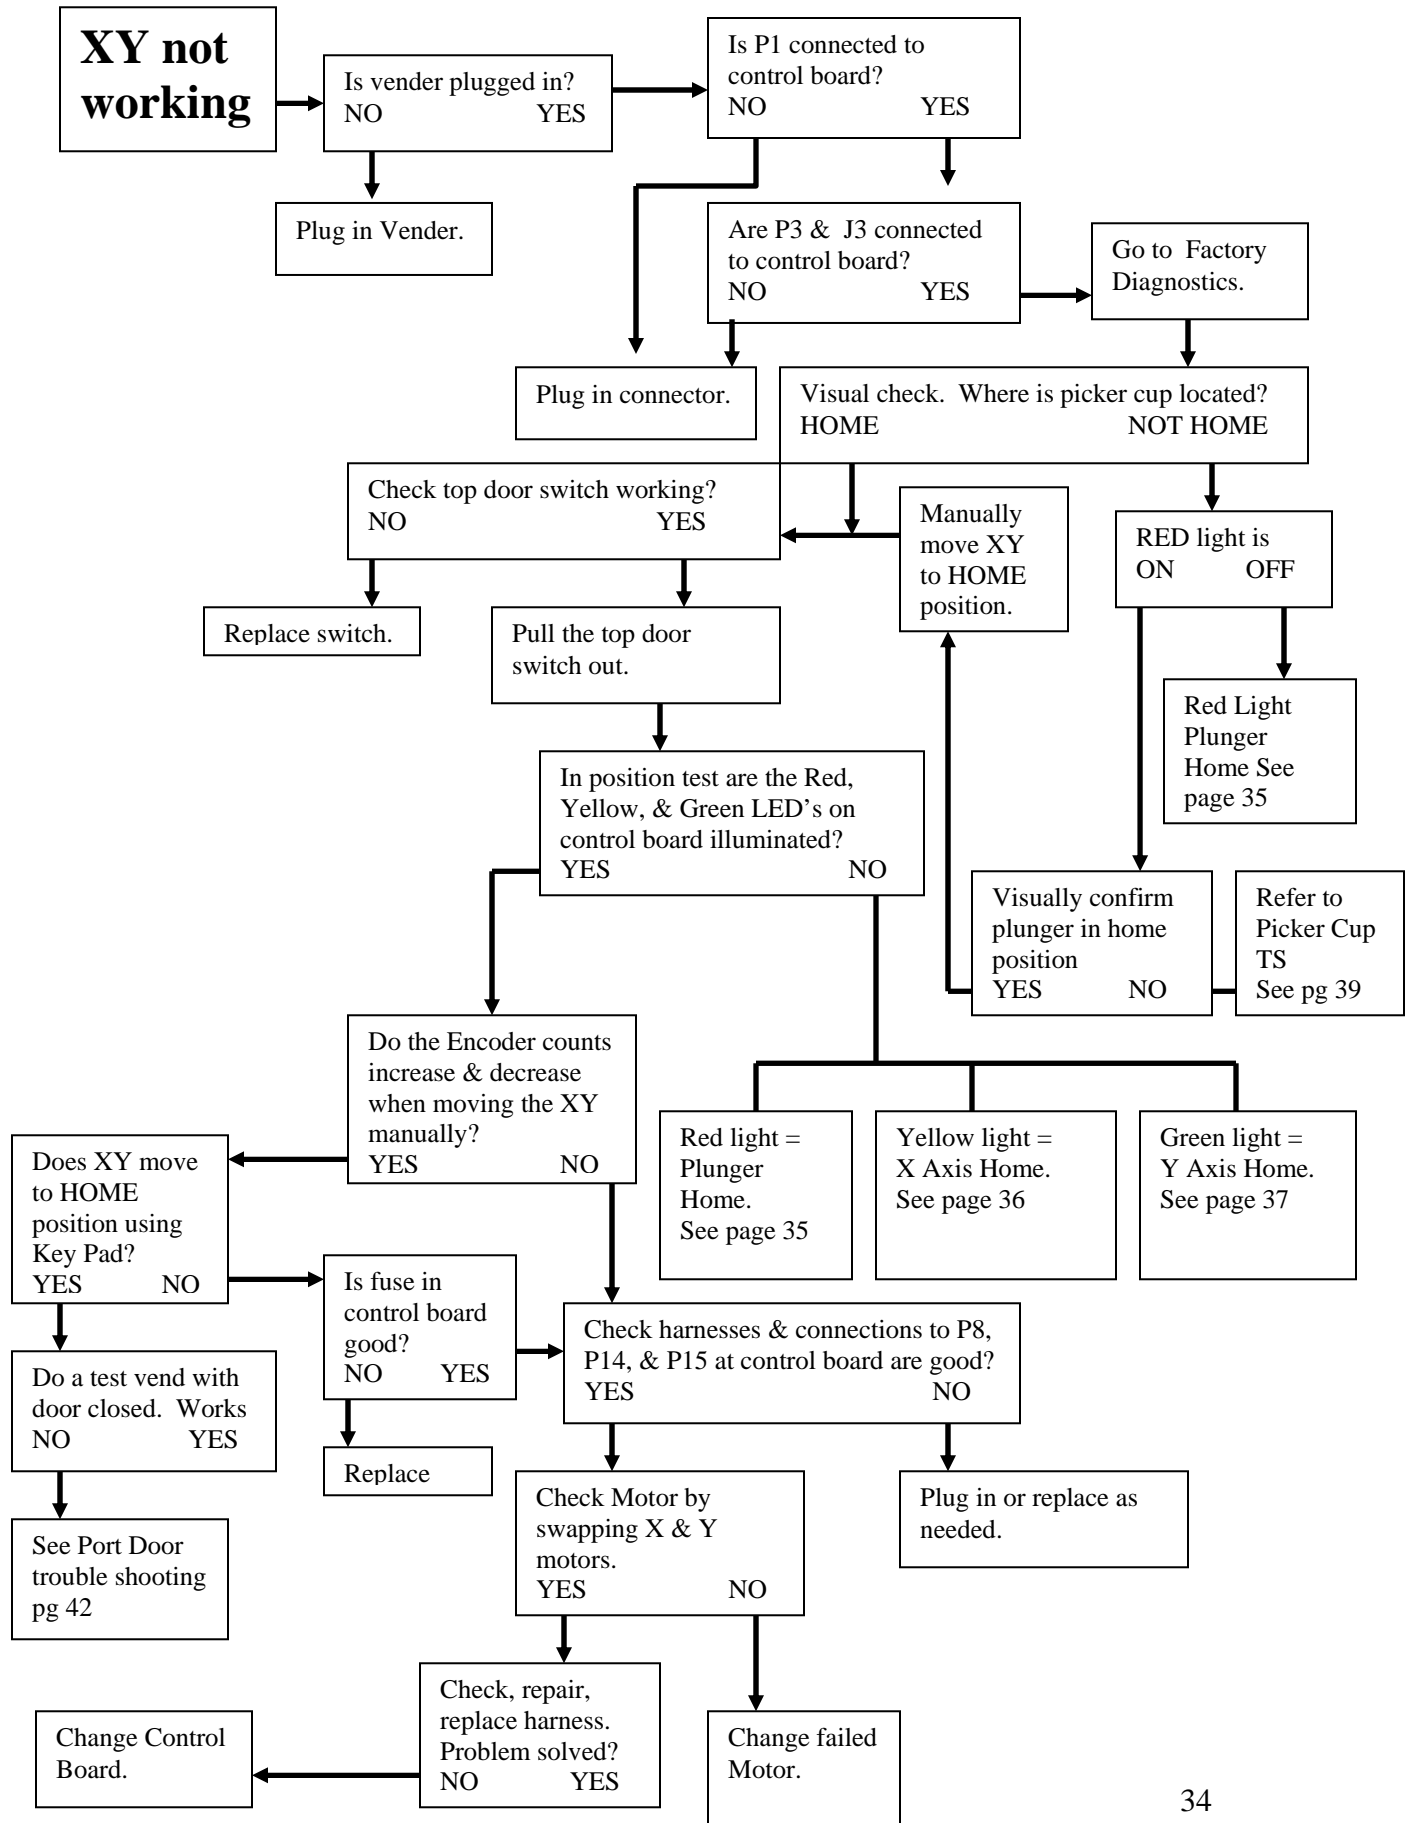 XY not
working
Is vender plugged in?
NO YES
Is P1 connected to
control board?
NO YES
Plug in Vender.
Are P3 & J3 connected
to control board?
NO YES
Go to Factory
Diagnostics.
Plug in connector.
Visual check. Where is picker cup located?
HOME NOT HOME
Check top door switch working?
NO YES
Manually
move XY
to HOME
position.
RED light is
ON OFF
Replace switch.
Pull the top door
switch out.
Red Light
Plunger
Home See
page 35
In position test are the Red,
Yellow, & Green LED’s on
control board illuminated?
YES NO
Visually confirm
plunger in home
position
YES NO
Refer to
Picker Cup
TS
See pg 39
Do the Encoder counts
increase & decrease
when moving the XY
manually?
YES NO
Red light =
Plunger
Home.
See page 35
Yellow light =
X Axis Home.
See page 36
Green light =
Y Axis Home.
See page 37
Does XY move
to HOME
position using
Key Pad?
YES NO
Is fuse in
control board
good?
NO YES
Check harnesses & connections to P8,
P14, & P15 at control board are good?
YES NO
Do a test vend with
door closed. Works
NO YES
Replace
Check Motor by
swapping X & Y
motors.
YES NO
Plug in or replace as
needed.
See Port Door
trouble shooting
pg 42
Check, repair,
replace harness.
Problem solved?
NO YES
Change Control
Board.
Change failed
Motor.
34